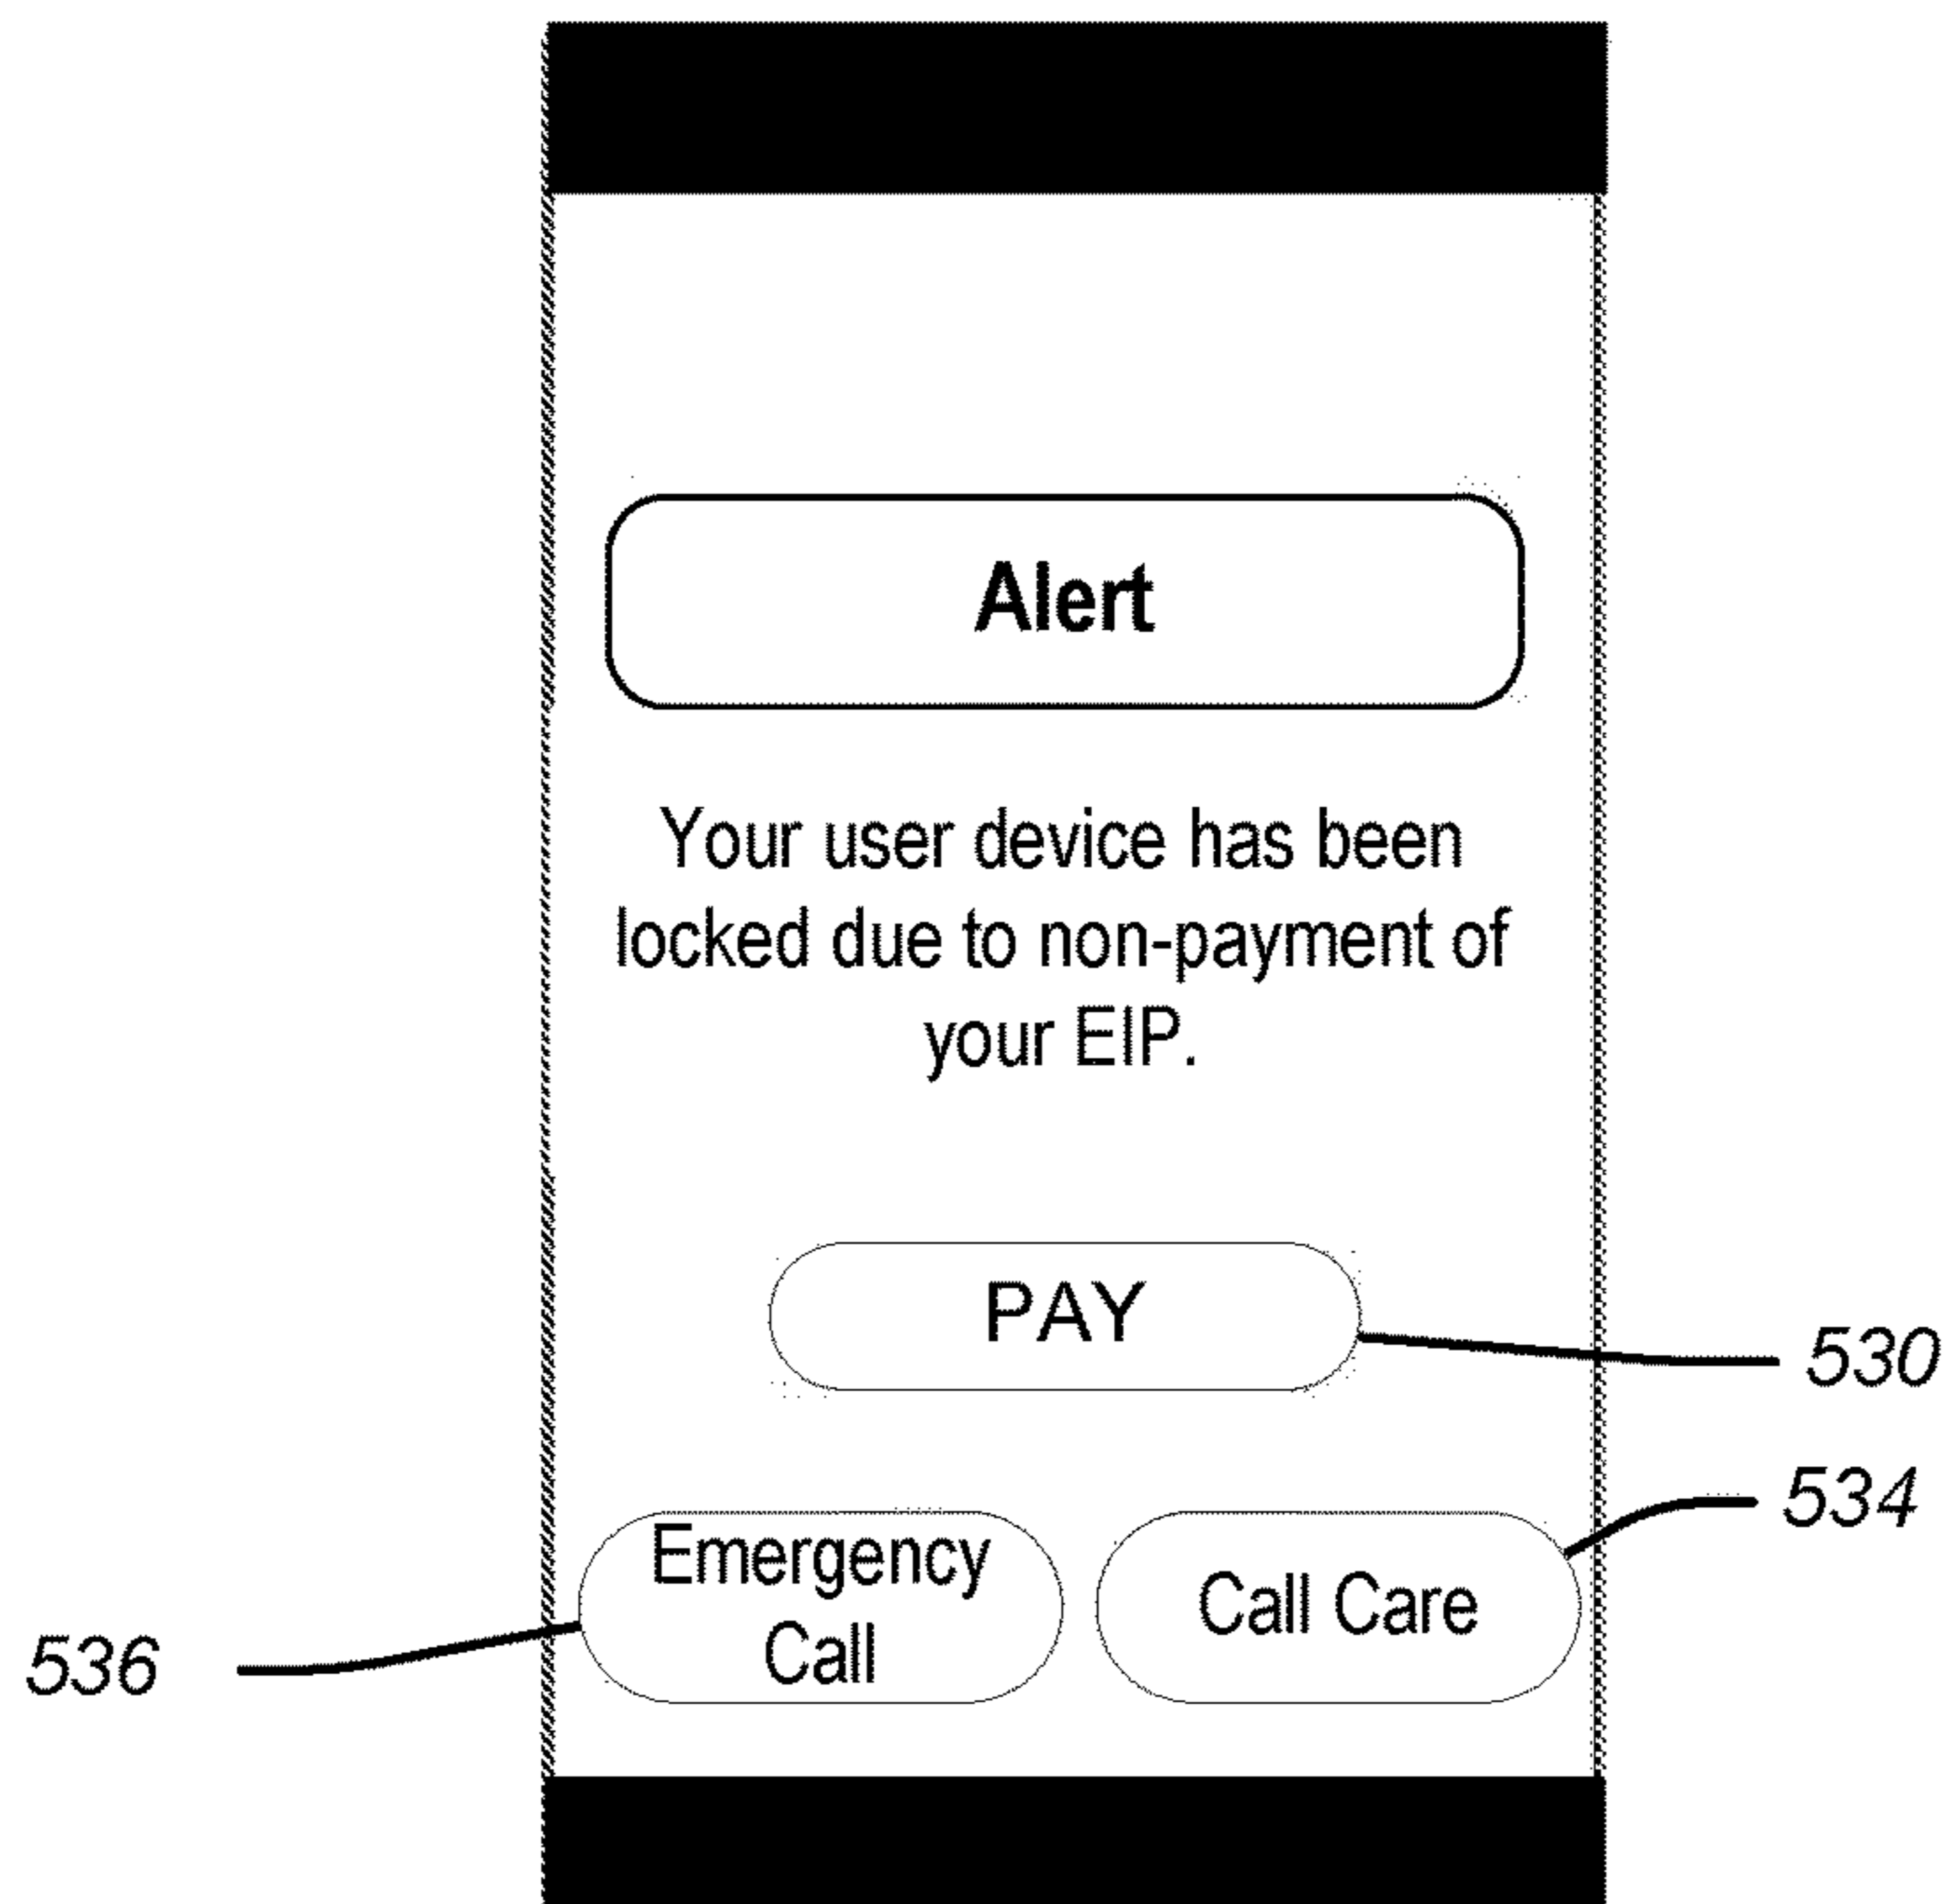 Alert
Your user device has been
locked due to non-payment of
your EIP.
PAY
530
534
Emergency
Call
Call Care
536